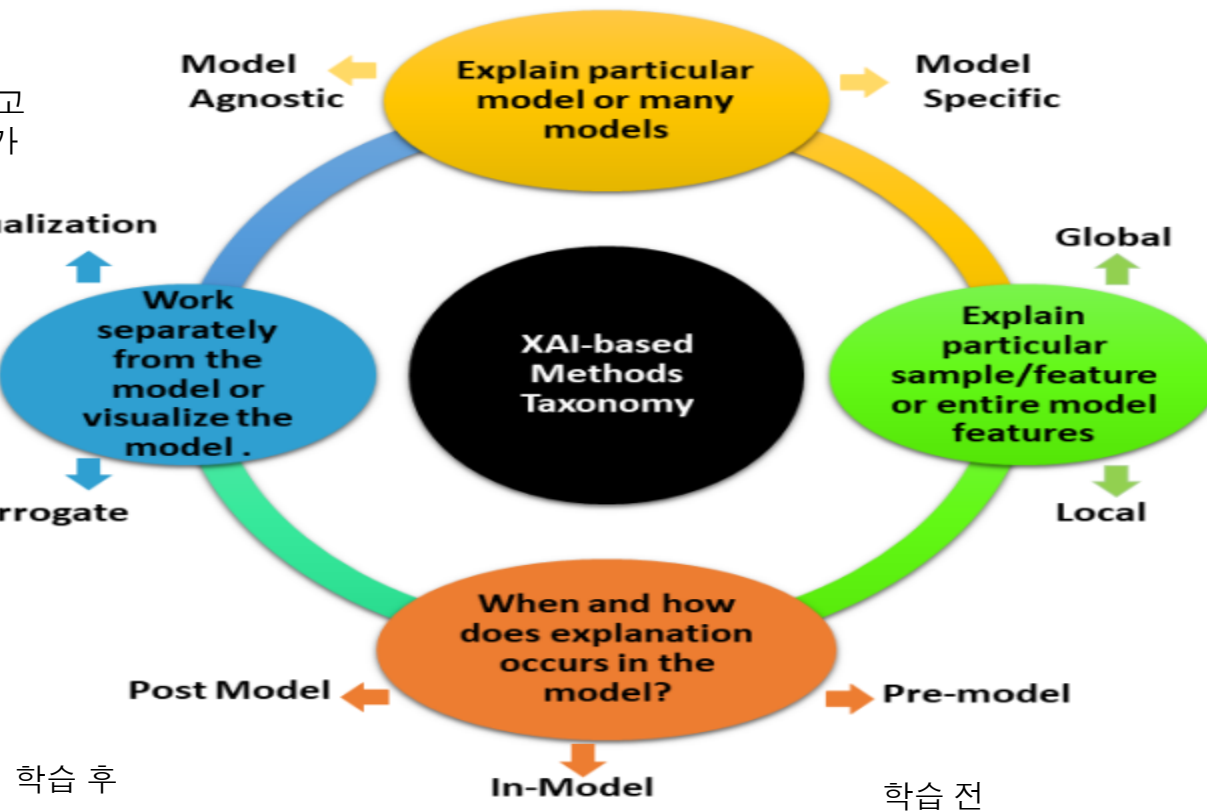 Model
Agnostic
Explain particular
model or many
models
Model
Specific
고
가
Global
Work
separately
from the
model or
visualize the
model .
XAI-based
Methods
Taxonomy
Explain
particular
sample/feature
or entire model
features
Local
When and how
does explanation
occurs in the
model?
Post Model
Pre-model
In-Model
학습 후
학습 전